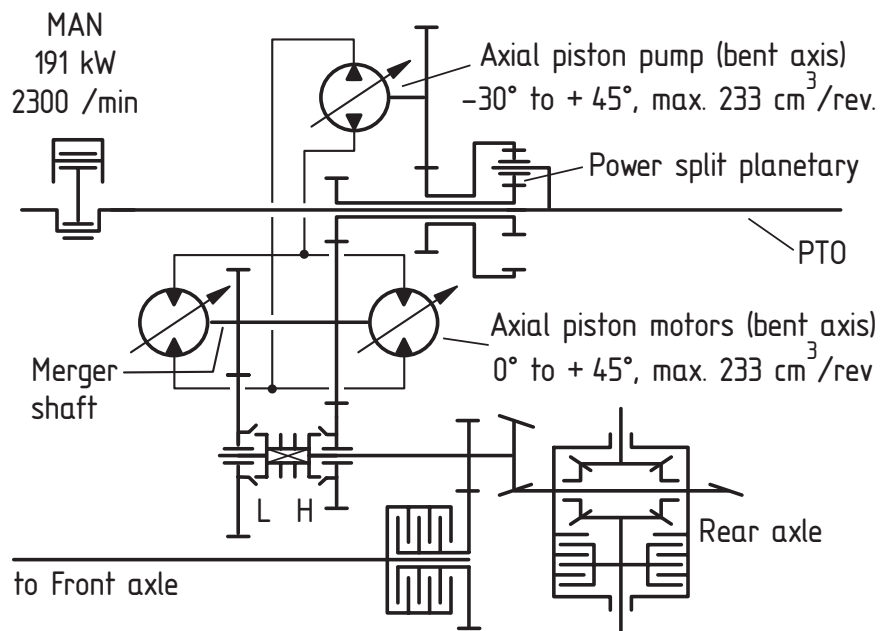 MAN
191 kW
2300 /min
Axial piston pump (bent axis)
–30° to + 45°, max. 233 cm³/rev.
Power split planetary
PTO
Axial piston motors (bent axis)
0° to + 45°, max. 233 cm³/rev
Merger
shaft
L H
Rear axle
to Front axle